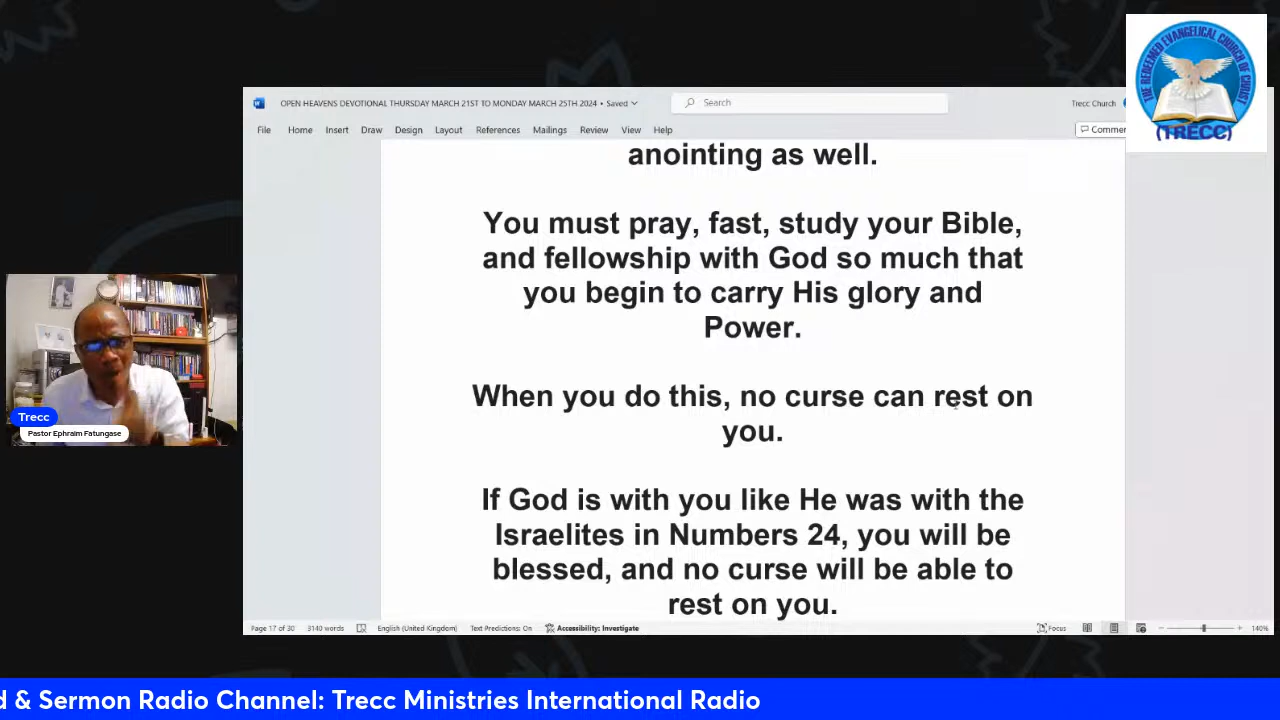 THE REDEEMED EVANGELICAL CHURCH OF CHRIST
(TRECC)
OPEN HEAVENS DEVOTIONAL THURSDAY MARCH 21ST TO MONDAY MARCH 25TH 2024 • Saved
Search
Trecc Church
File Home Insert Draw Design Layout References Mailings Review View Help
Commen
anointing as well.
You must pray, fast, study your Bible,
and fellowship with God so much that
you begin to carry His glory and
Power.
When you do this, no curse can rest on
you.
If God is with you like He was with the
Israelites in Numbers 24, you will be
blessed, and no curse will be able to
rest on you.
Trecc
Pastor Ephraim Fatungase
Page 17 of 30 3140 words English (United Kingdom) Text Predictions: On Accessibility: Investigate Focus 140%
d & Sermon Radio Channel: Trecc Ministries International Radio